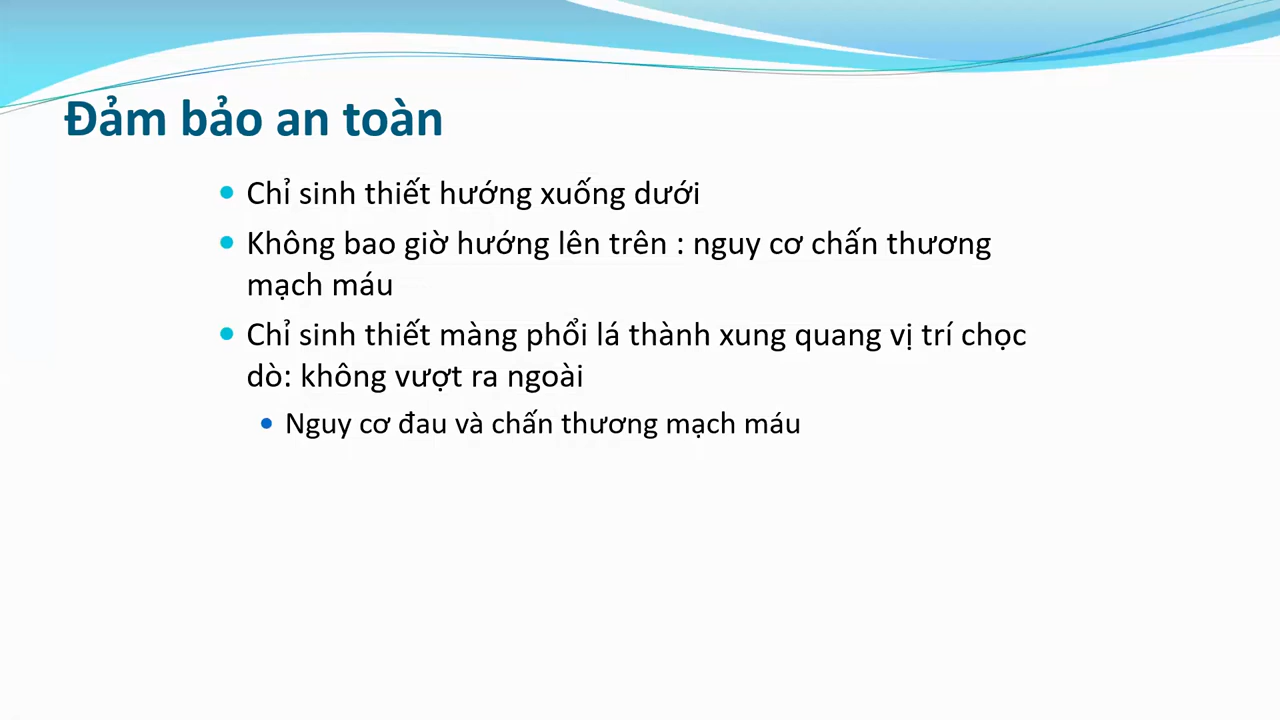 Đảm bảo an toàn
Chỉ sinh thiết hướng xuống dưới
Không bao giờ hướng lên trên : nguy cơ chấn thương
mạch máu
Chỉ sinh thiết màng phổi lá thành xung quang vị trí chọc
dò: không vượt ra ngoài
Nguy cơ đau và chấn thương mạch máu